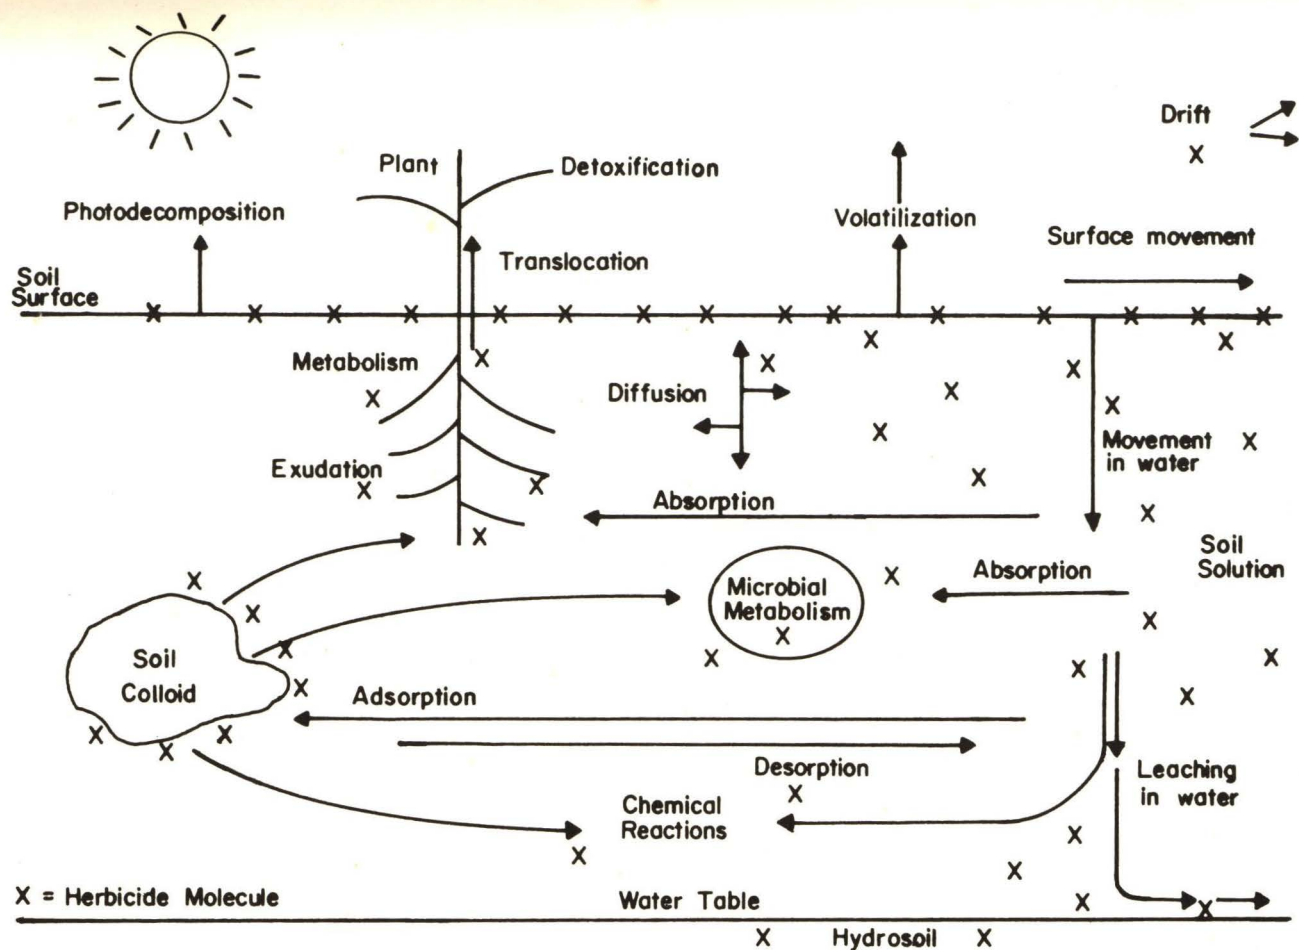 Drift
X
Plant
Detoxification
Photodecomposition
Volatilization
Surface movement
Translocation
Soil
Surface
X X X X X X X X X X X X X X X
Metabolism
X
X
Diffusion
X
X
X
X
X
X
X
X
Movement
in water
X
Exudation
X
X
X
X
Absorption
X
Soil
Solution
Absorption
X
Microbial
Metabolism
X
X
X
X
X
X
X
X
Soil
Colloid
X
X
X
X
X
X
X
Adsorption
Desorption
X
Leaching
in water
Chemical
Reactions
X
X
X
X
X
X = Herbicide Molecule
Water Table
X Hydrosoil X